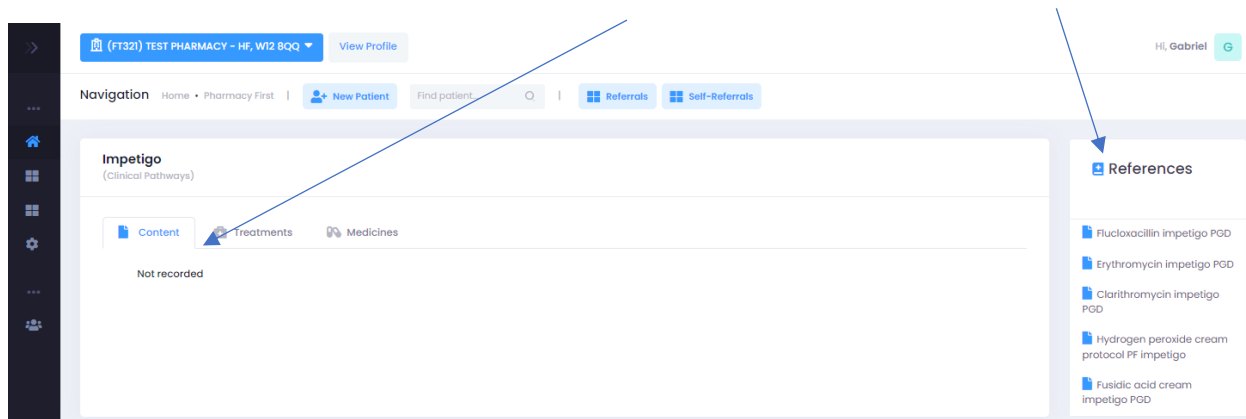 (FT321) TEST PHARMACY - HF, W12 8QQ
View Profile
Hi, Gabriel
G
Navigation Home • Pharmacy First | New Patient Find patient... | Referrals Self-Referrals
Impetigo
(Clinical Pathways)
Content Treatments Medicines
Not recorded
References
Flucloxacillin impetigo PGD
Erythromycin impetigo PGD
Clarithromycin impetigo
PGD
Hydrogen peroxide cream
protocol PF impetigo
Fusidic acid cream
impetigo PGD